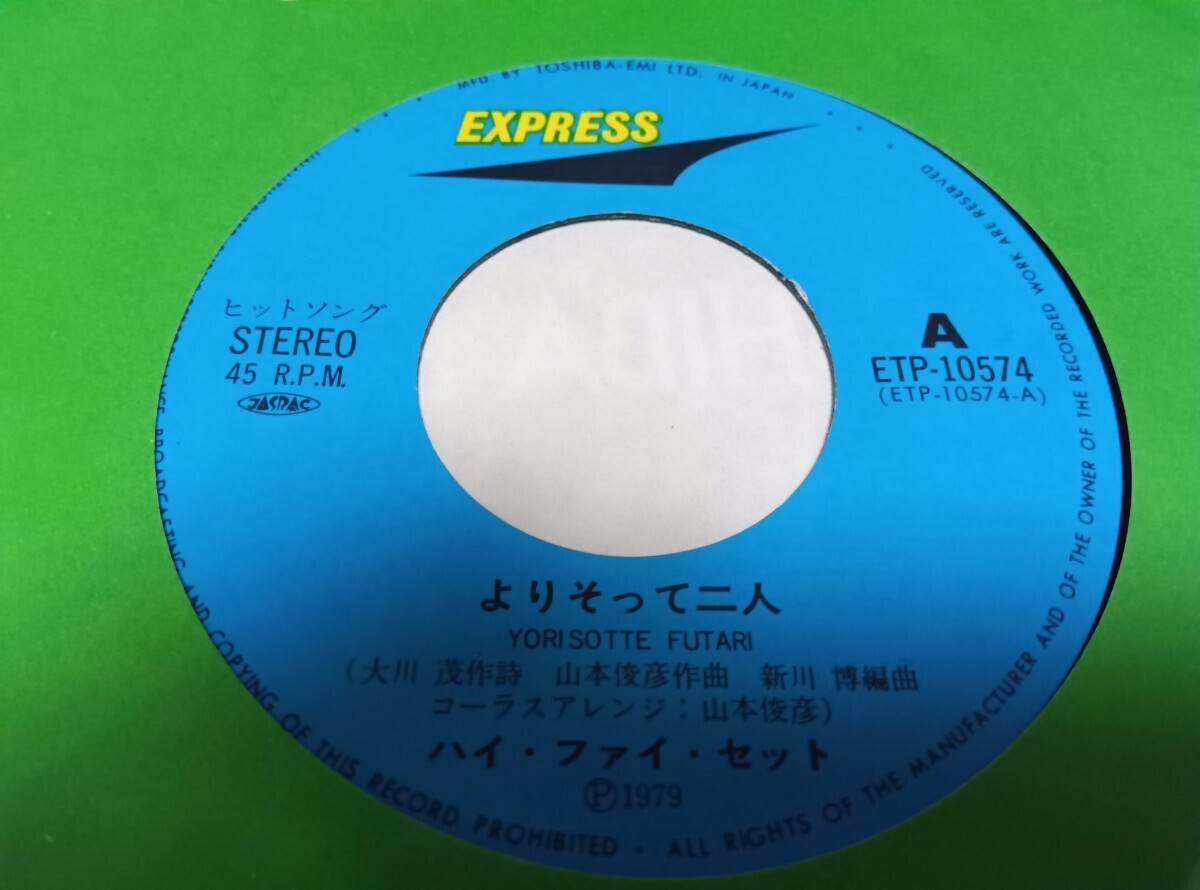 MFD. BY TOSHIBA-EMI LTD. IN JAPAN
EXPRESS
ヒットソング
STEREO
45 R.P.M.
JASRAC
A
ETP-10574
(ETP-10574-A)
よりそって二人
YORISOTTE FUTARI
(大川 茂作詩 山本俊彦作曲 新川 博編曲
コーラスアレンジ:山本俊彦)
ハイ・ファイ・セット
Ⓟ1979
BROADCASTING AND COPYING OF THIS RECORD PROHIBITED • ALL RIGHTS OF THE MANUFACTURER AND OF THE OWNER OF THE RECORDED WORK ARE RESERVED